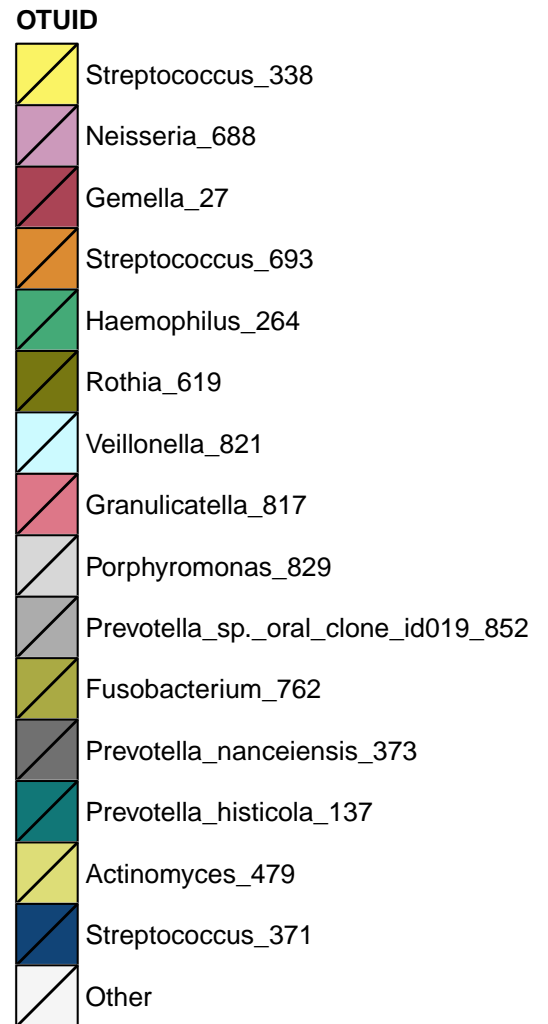 OTUID
Streptococcus_338
Neisseria_688
Gemella_27
Streptococcus_693
Haemophilus_264
Rothia_619
Veillonella_821
Granulicatella_817
Porphyromonas_829
Prevotella_sp._oral_clone_id019_852
Fusobacterium_762
Prevotella_nanceiensis_373
Prevotella_histicola_137
Actinomyces_479
Streptococcus_371
Other